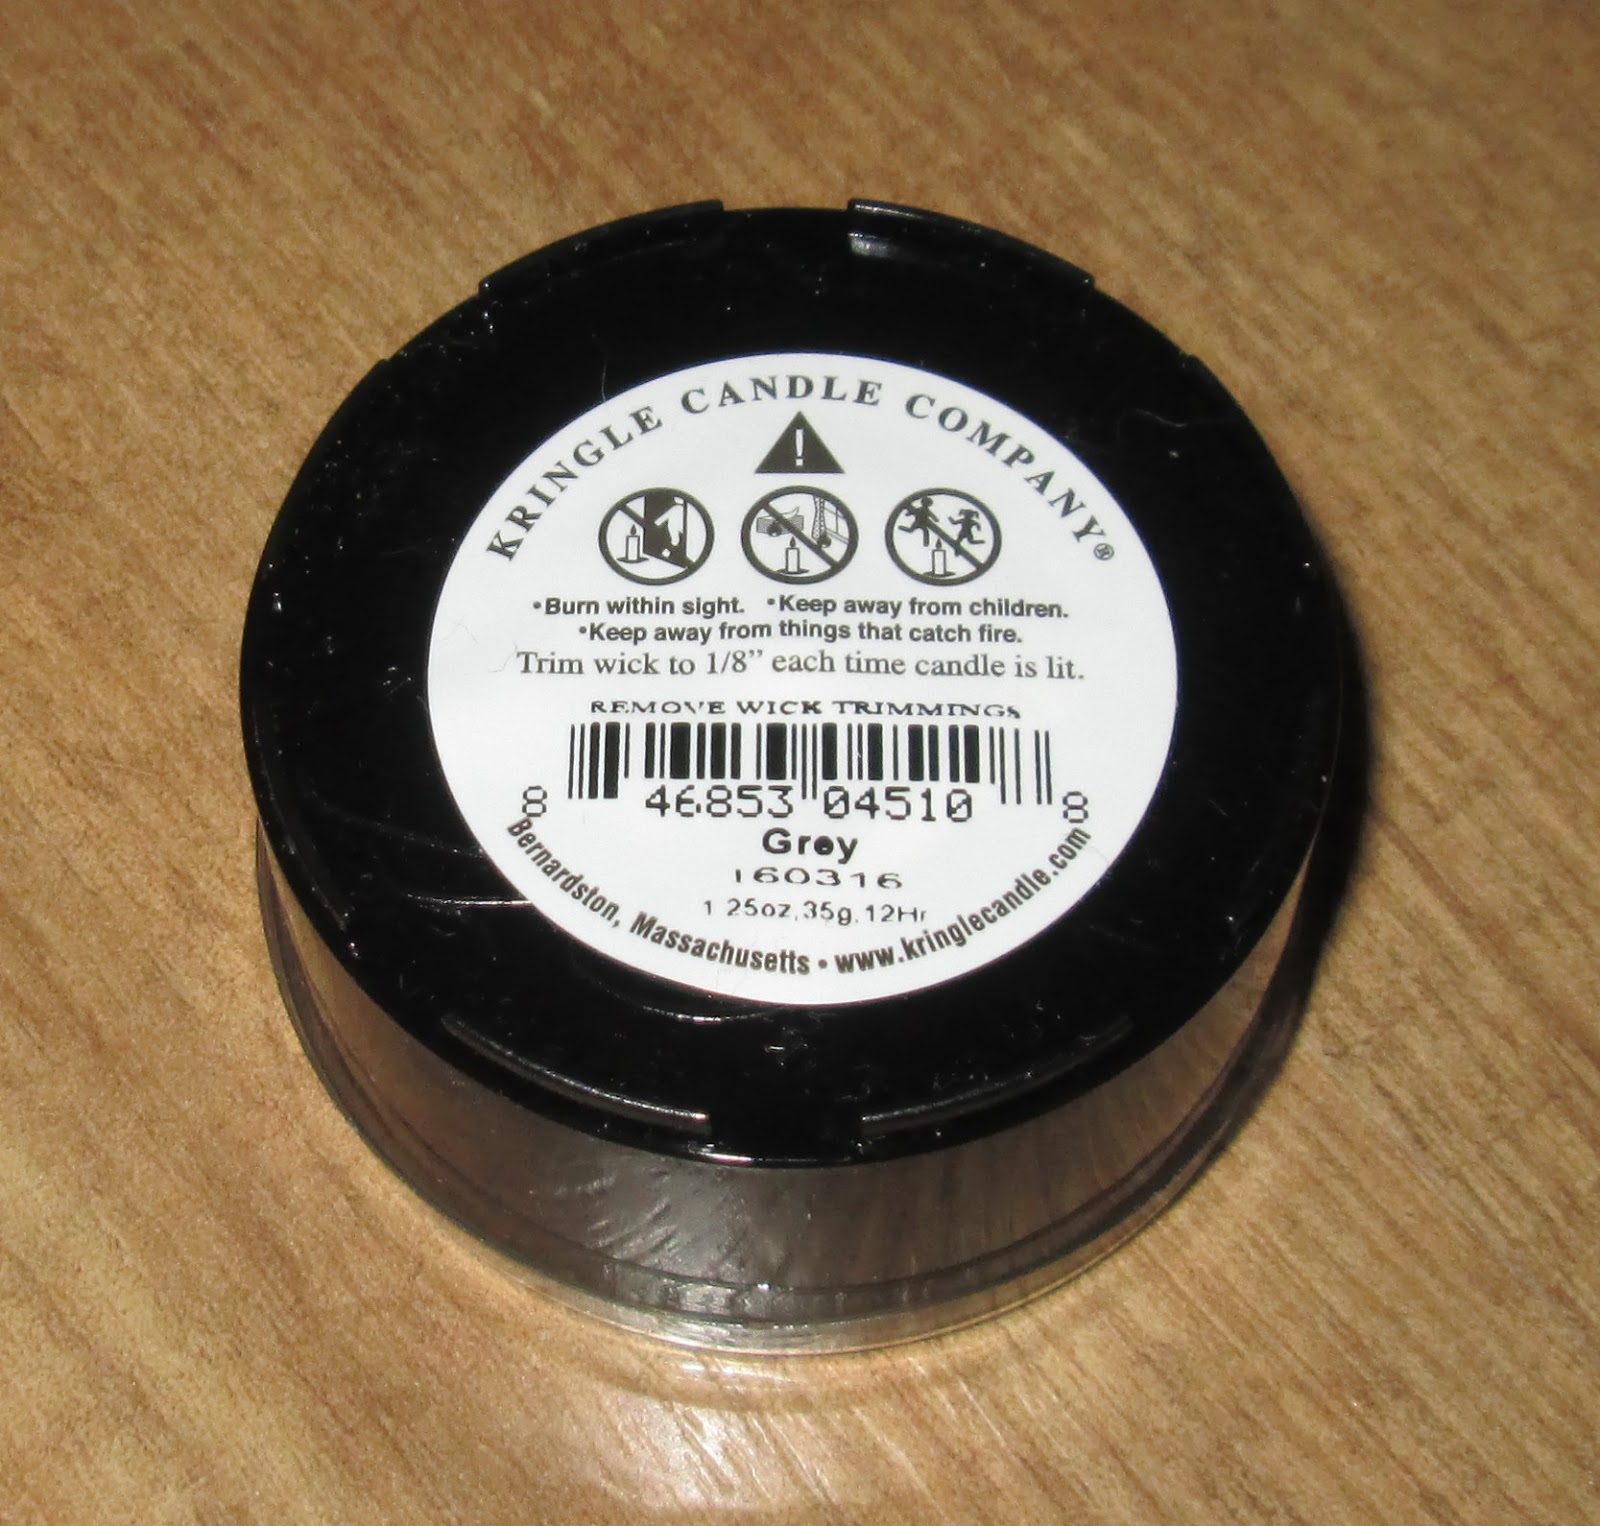 KRINGLE CANDLE COMPANY®
•Burn within sight. •Keep away from children.
•Keep away from things that catch fire.
Trim wick to 1/8” each time candle is lit.
REMOVE WICK TRIMMINGS
8 46853 04510 8
Grey
160316
1 25oz, 35g, 12Hr
Bernardston, Massachusetts • www.kringlecandle.com